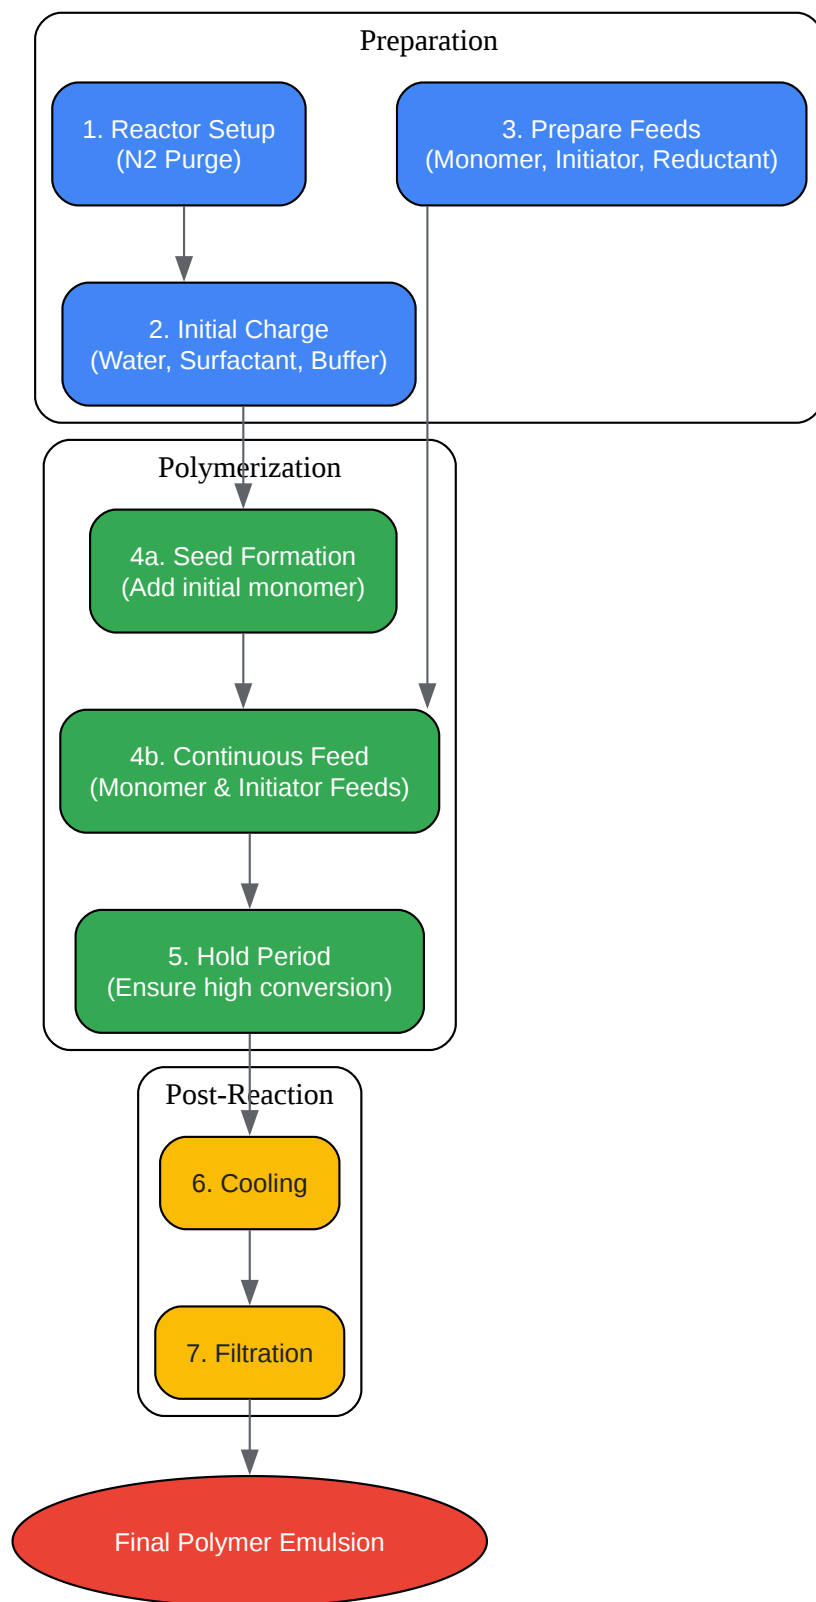 Preparation
1. Reactor Setup
(N2 Purge)
3. Prepare Feeds
(Monomer, Initiator, Reductant)
2. Initial Charge
(Water, Surfactant, Buffer)
Polymerization
4a. Seed Formation
(Add initial monomer)
4b. Continuous Feed
(Monomer & Initiator Feeds)
5. Hold Period
(Ensure high conversion)
Post-Reaction
6. Cooling
7. Filtration
Final Polymer Emulsion